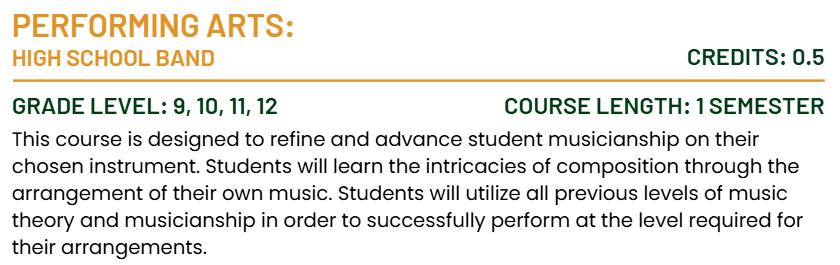 PERFORMING ARTS:
HIGH SCHOOL BAND
CREDITS: 0.5
GRADE LEVEL: 9, 10, 11, 12
COURSE LENGTH: 1 SEMESTER
This course is designed to refine and advance student musicianship on their
chosen instrument. Students will learn the intricacies of composition through the
arrangement of their own music. Students will utilize all previous levels of music
theory and musicianship in order to successfully perform at the level required for
their arrangements.